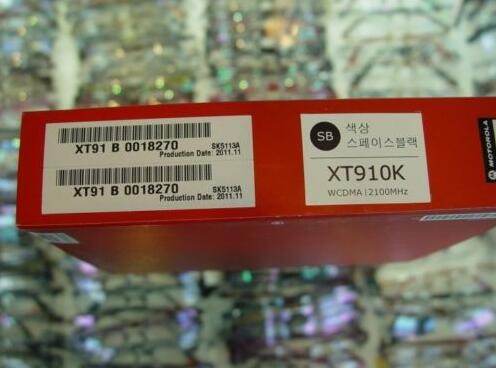 XT91 B 0018270
SK5113A
Production Date: 2011.11
XT91 B 0018270
SK5113A
Production Date: 2011.11
SB
색상
스페이스블랙
XT910K
WCDMA | 2100MHz
MOTOROLA